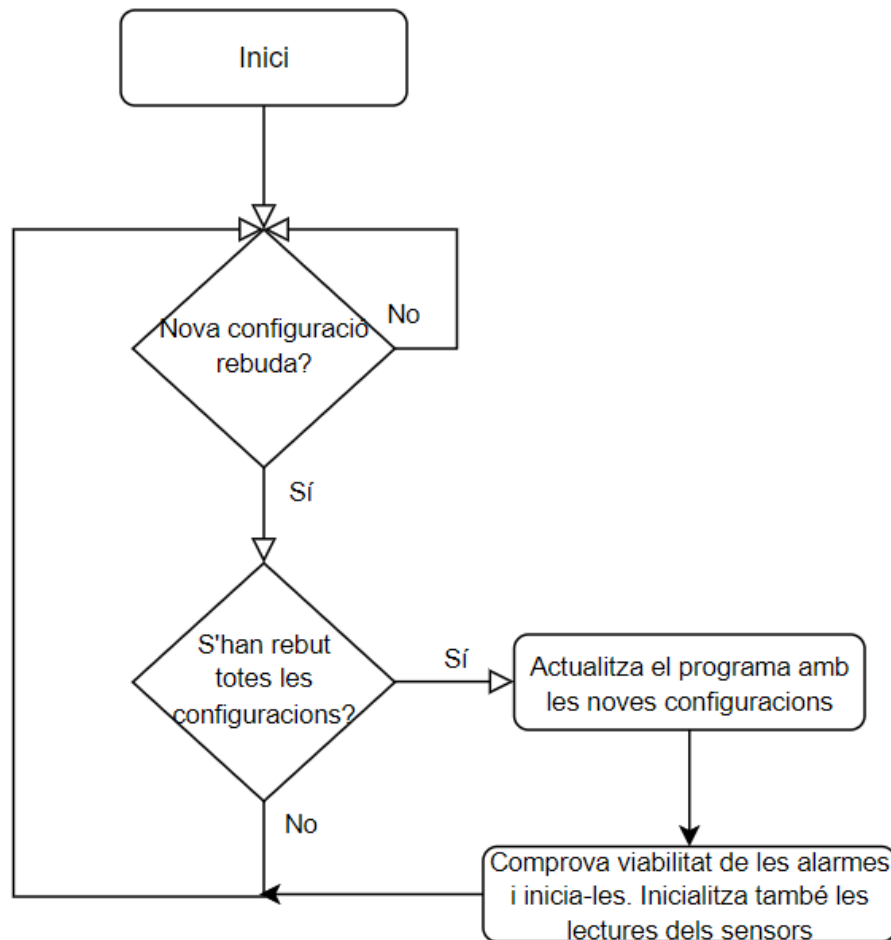 Inici
Nova configuració
rebuda?
No
Sí
S'han rebut
totes les
configuracions?
Sí
Actualitza el programa amb
les noves configuracions
No
Comprova viabilitat de les alarmes
i inicia-les. Inicialitza també les
lectures dels sensors